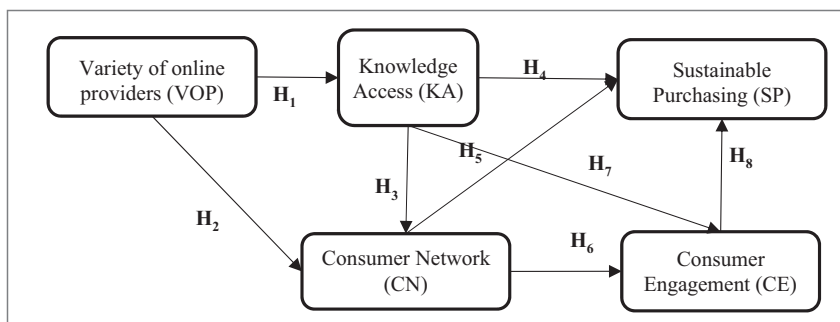 Variety of online
providers (VOP)
H1
Knowledge
Access (KA)
H4
Sustainable
Purchasing (SP)
H5
H3
H7
H8
H2
Consumer Network
(CN)
H6
Consumer
Engagement (CE)